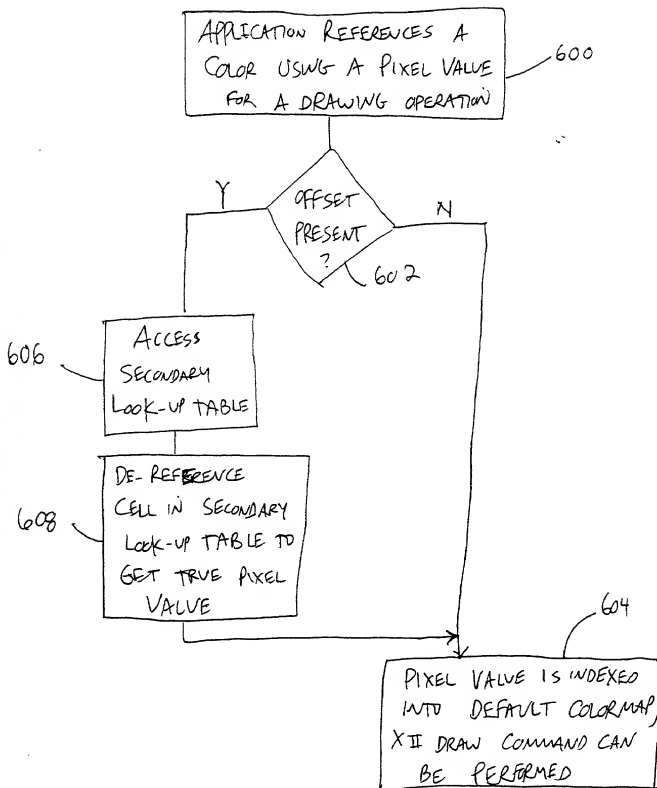 APPLICATION REFERENCES A
COLOR USING A PIXEL VALUE
FOR A DRAWING OPERATION
600
Y
OFFSET
PRESENT
?
N
602
606
ACCESS
SECONDARY
LOOK-UP TABLE
608
DE-REFERENCE
CELL IN SECONDARY
LOOK-UP TABLE TO
GET TRUE PIXEL
VALUE
604
PIXEL VALUE IS INDEXED
INTO DEFAULT COLORMAP,
X11 DRAW COMMAND CAN
BE PERFORMED